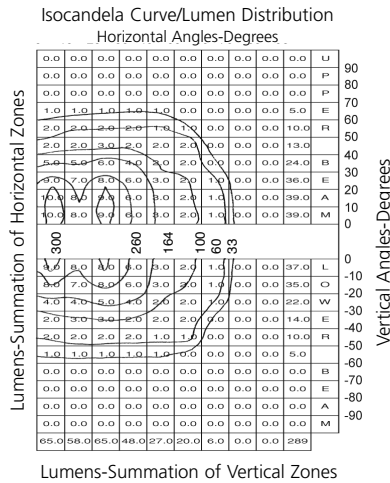 Isocandela Curve/Lumen Distribution
Horizontal Angles-Degrees
0.0 0.0 0.0 0.0 0.0 0.0 0.0 0.0 0.0 0.0 U
90
0.0 0.0 0.0 0.0 0.0 0.0 0.0 0.0 0.0 0.0 P
80
0.0 0.0 0.0 0.0 0.0 0.0 0.0 0.0 0.0 0.0 P
70
1.0 1.0 1.0 1.0 1.0 0.0 0.0 0.0 0.0 5.0 E
60
2.0 2.0 2.0 2.0 1.0 1.0 0.0 0.0 0.0 10.0 R
50
2.0 2.0 3.0 2.0 2.0 2.0 0.0 0.0 0.0 13.0
40
5.0 5.0 5.0 4.0 3.0 2.0 0.0 0.0 0.0 24.0 B
30
9.0 7.0 8.0 6.0 3.0 2.0 1.0 0.0 0.0 36.0 E
20
10.0 8.0 9.0 6.0 3.0 2.0 1.0 0.0 0.0 39.0 A
10
10.0 8.0 9.0 6.0 3.0 2.0 1.0 0.0 0.0 39.0 M
0
300 260 164 100 60 33
0
9.0 8.0 8.0 6.0 3.0 2.0 1.0 0.0 0.0 37.0 L
-10
8.0 7.0 8.0 6.0 3.0 2.0 1.0 0.0 0.0 35.0 O
-20
4.0 4.0 5.0 4.0 2.0 2.0 0.0 0.0 0.0 22.0 W
-30
2.0 3.0 3.0 2.0 2.0 2.0 0.0 0.0 0.0 14.0 E
-40
2.0 2.0 2.0 2.0 1.0 1.0 0.0 0.0 0.0 10.0 R
-50
1.0 1.0 1.0 1.0 1.0 0.0 0.0 0.0 0.0 5.0
-60
0.0 0.0 0.0 0.0 0.0 0.0 0.0 0.0 0.0 0.0 B
-70
0.0 0.0 0.0 0.0 0.0 0.0 0.0 0.0 0.0 0.0 E
-80
0.0 0.0 0.0 0.0 0.0 0.0 0.0 0.0 0.0 0.0 A
-90
0.0 0.0 0.0 0.0 0.0 0.0 0.0 0.0 0.0 0.0 M
65.0 58.0 65.0 48.0 27.0 20.0 6.0 0.0 0.0 289
Lumens-Summation of Horizontal Zones
Vertical Angles-Degrees
Lumens-Summation of Vertical Zones